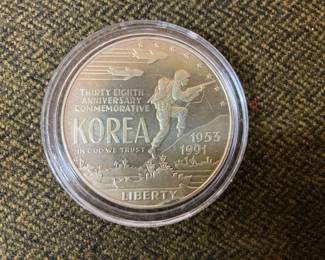 THIRTY EIGHTH
ANNIVERSARY
COMMEMORATIVE
KOREA
IN GOD WE TRUST
1953
1991
LIBERTY